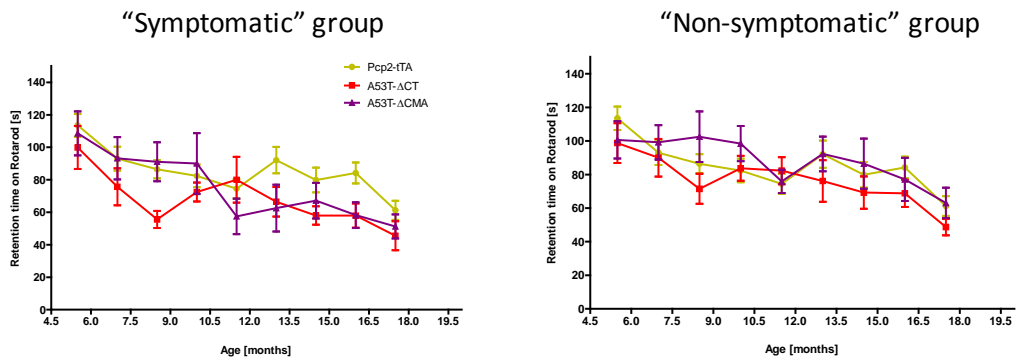 “Symptomatic” group
Pcp2-tTA
A53T-ΔCT
A53T-ΔCMA
Retention time on Rotarod [s]
140
120
100
80
60
40
20
0
4.5 6.0 7.5 9.0 10.5 12.0 13.5 15.0 16.5 18.0 19.5
Age [months]
“Non-symptomatic” group
Retention time on Rotarod [s]
140
120
100
80
60
40
20
0
4.5 6.0 7.5 9.0 10.5 12.0 13.5 15.0 16.5 18.0 19.5
Age [months]